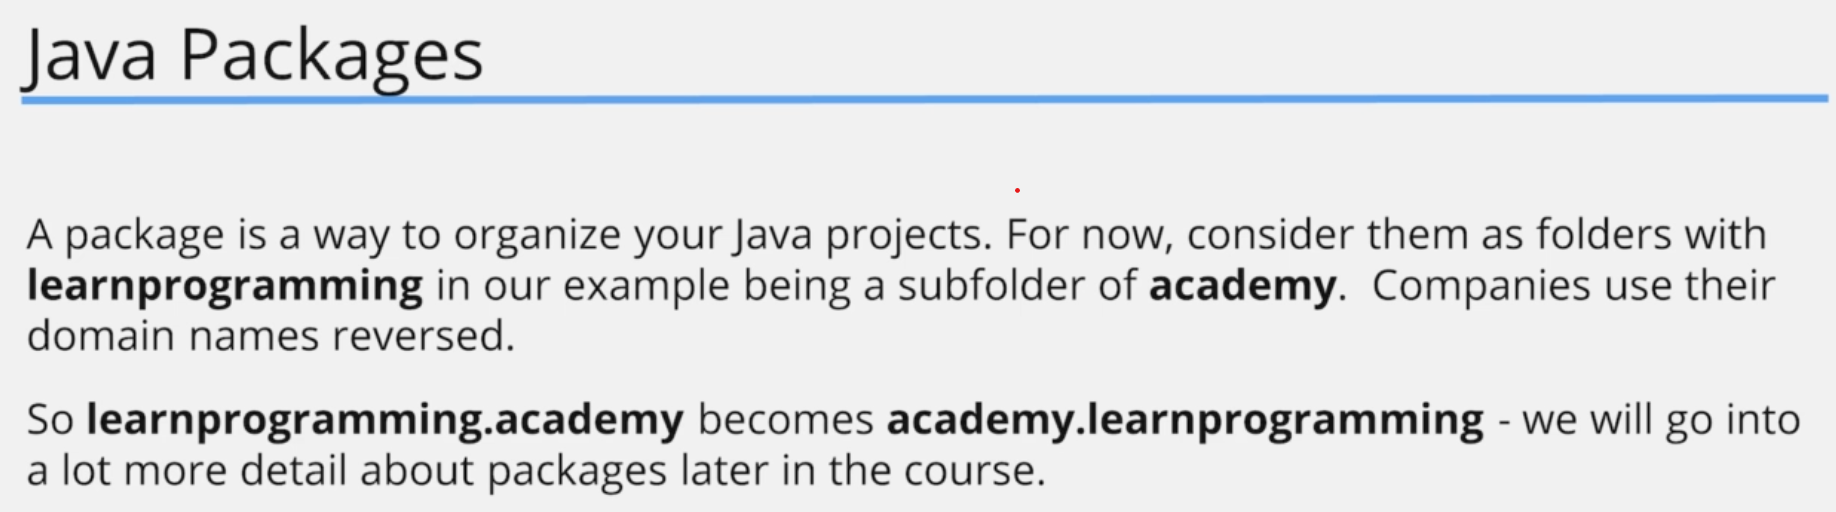 Java Packages
A package is a way to organize your Java projects. For now, consider them as folders with
learnprogramming in our example being a subfolder of academy.  Companies use their
domain names reversed.
So learnprogramming.academy becomes academy.learnprogramming - we will go into
a lot more detail about packages later in the course.